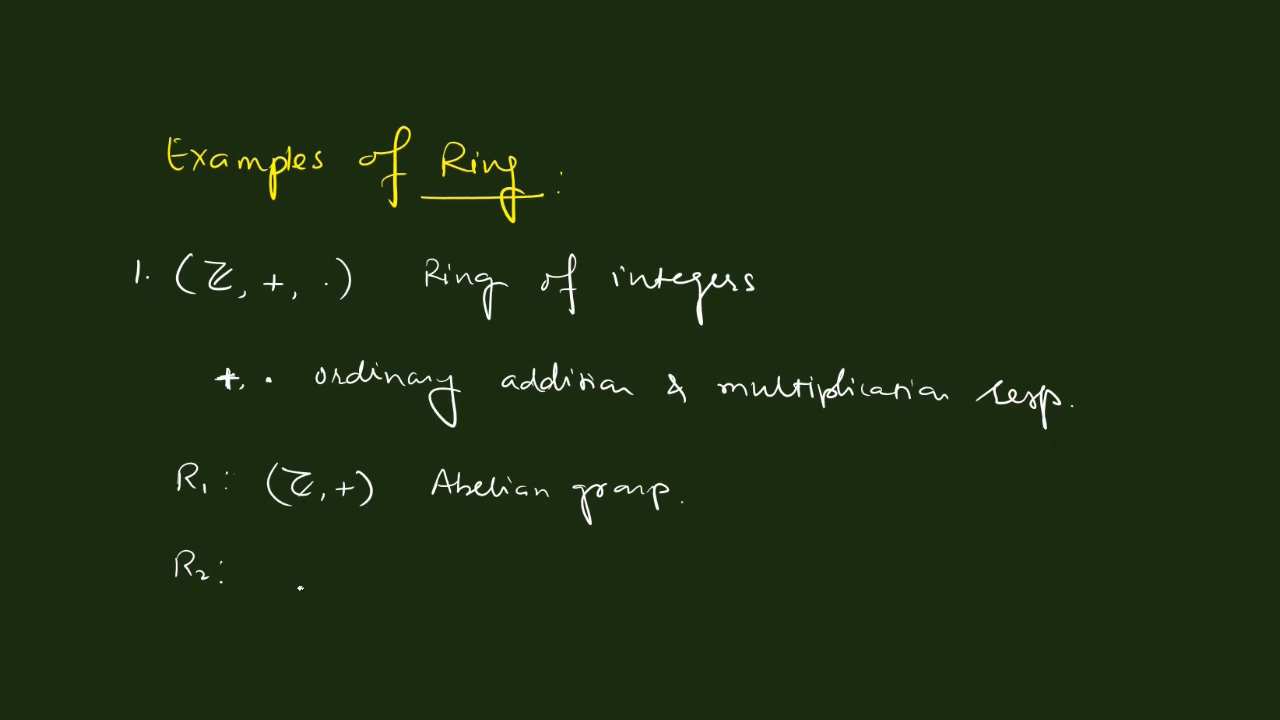 Examples of Ring :
1. (ℤ, +, ·) Ring of integers
+, · ordinary addition & multiplication resp.
R₁: (ℤ, +) Abelian group.
R₂: ·